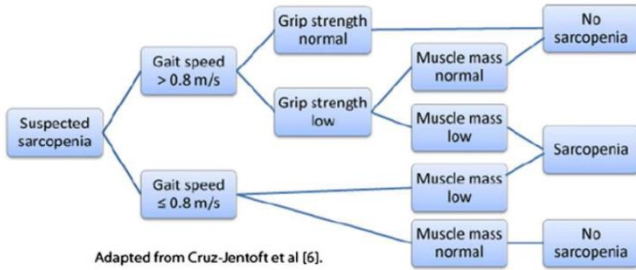 Suspected
sarcopenia
Gait speed
> 0.8 m/s
Gait speed
≤ 0.8 m/s
Grip strength
normal
Grip strength
low
Muscle mass
normal
Muscle mass
low
Muscle mass
low
Muscle mass
normal
No
sarcopenia
Sarcopenia
No
sarcopenia
Adapted from Cruz-Jentoft et al [6].